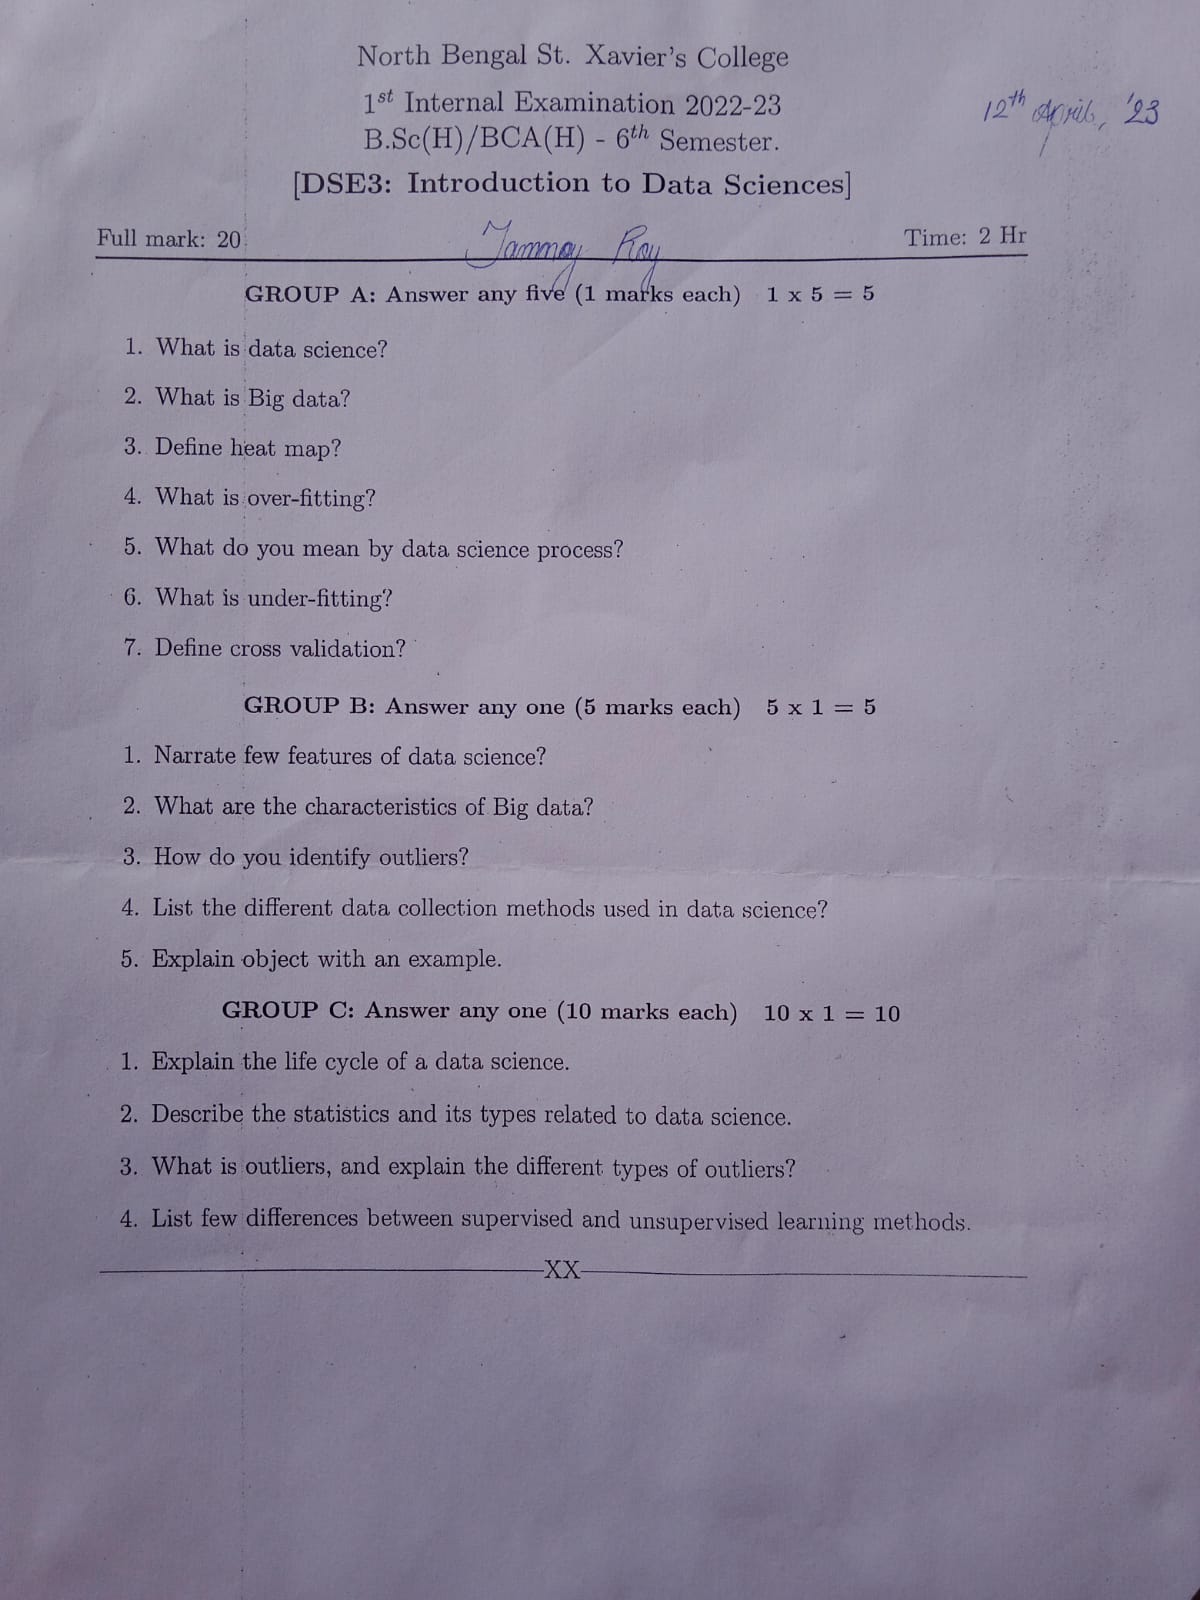 North Bengal St. Xavier's College
1st Internal Examination 2022-23
12th April, '23
B.Sc(H)/BCA(H) - 6th Semester.
[DSE3: Introduction to Data Sciences]
Full mark: 20
Tammoy Roy
Time: 2 Hr
GROUP A: Answer any five (1 marks each) 1 x 5 = 5
1. What is data science?
2. What is Big data?
3. Define heat map?
4. What is over-fitting?
5. What do you mean by data science process?
6. What is under-fitting?
7. Define cross validation?
GROUP B: Answer any one (5 marks each) 5 x 1 = 5
1. Narrate few features of data science?
2. What are the characteristics of Big data?
3. How do you identify outliers?
4. List the different data collection methods used in data science?
5. Explain object with an example.
GROUP C: Answer any one (10 marks each) 10 x 1 = 10
1. Explain the life cycle of a data science.
2. Describe the statistics and its types related to data science.
3. What is outliers, and explain the different types of outliers?
4. List few differences between supervised and unsupervised learning methods.
XX